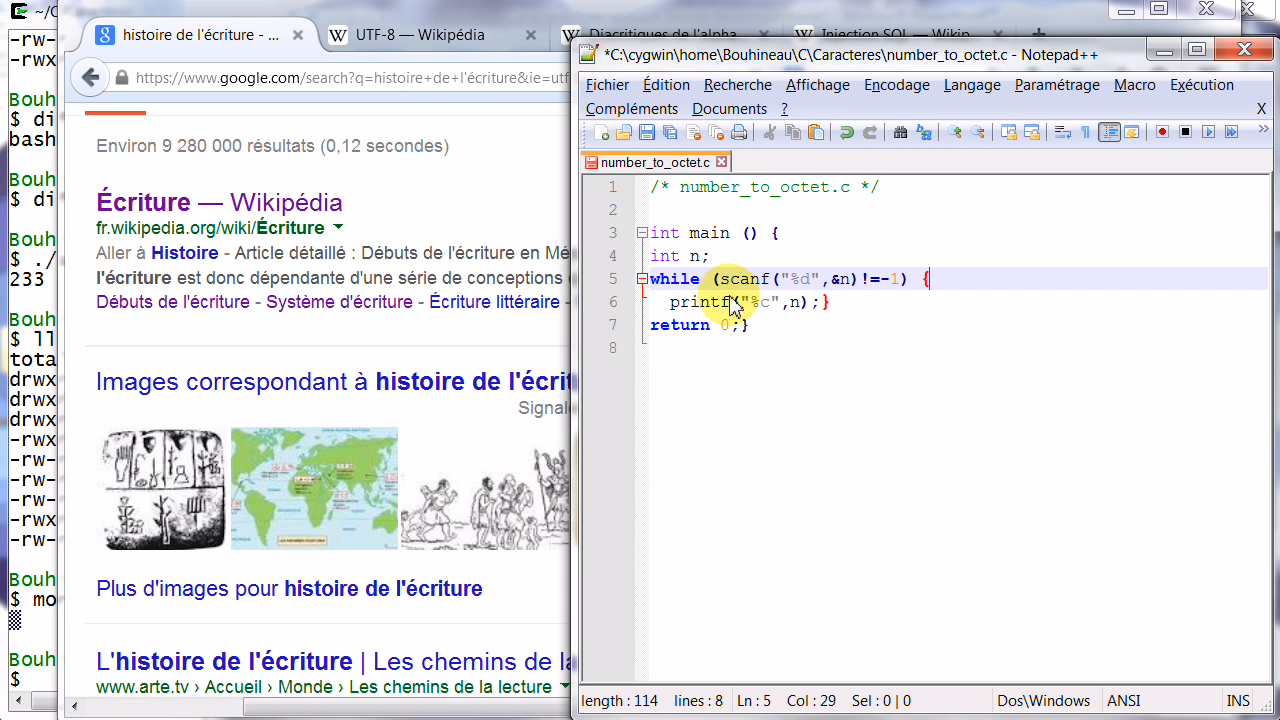 ~/C
-rw-
-rw-
Bouh
$ di
bash
Bouh
$ di
Bouh
$ ./
233
Bouh
$ ll
tota
drwx
drwx
drwx
-rwx
-rwx
-rwx
-rw-
-rw-
-rw-
-rwx
-rw-
Bouh
$ mo
Bouh
$
histoire de l'écriture - ...
UTF-8 — Wikipédia
Diacritiques de l'alpha
Injection SQL — Wikip
https://www.google.com/search?q=histoire+de+l'écriture&ie=utf
Environ 9 280 000 résultats (0,12 secondes)
Écriture — Wikipédia
fr.wikipedia.org/wiki/Écriture
Aller à Histoire - Article détaillé : Débuts de l'écriture en Mé
l'écriture est donc dépendante d'une série de conceptions
Débuts de l'écriture - Système d'écriture - Écriture littéraire -
Images correspondant à histoire de l'écrit
Signale
Plus d'images pour histoire de l'écriture
L'histoire de l'écriture | Les chemins de la
www.arte.tv › Accueil › Monde › Les chemins de la lecture
*C:\cygwin\home\Bouhineau\C\Caracteres\number_to_octet.c - Notepad++
Fichier Édition Recherche Affichage Encodage Langage Paramétrage Macro Exécution
Compléments Documents ? X
number_to_octet.c
1 /* number_to_octet.c */
2
3 int main () {
4 int n;
5 while (scanf("%d",&n)!=-1) {
6 printf("%c",n);}
7 return 0;}
8
length : 114 lines : 8 Ln : 5 Col : 29 Sel : 0 | 0 Dos\Windows ANSI INS